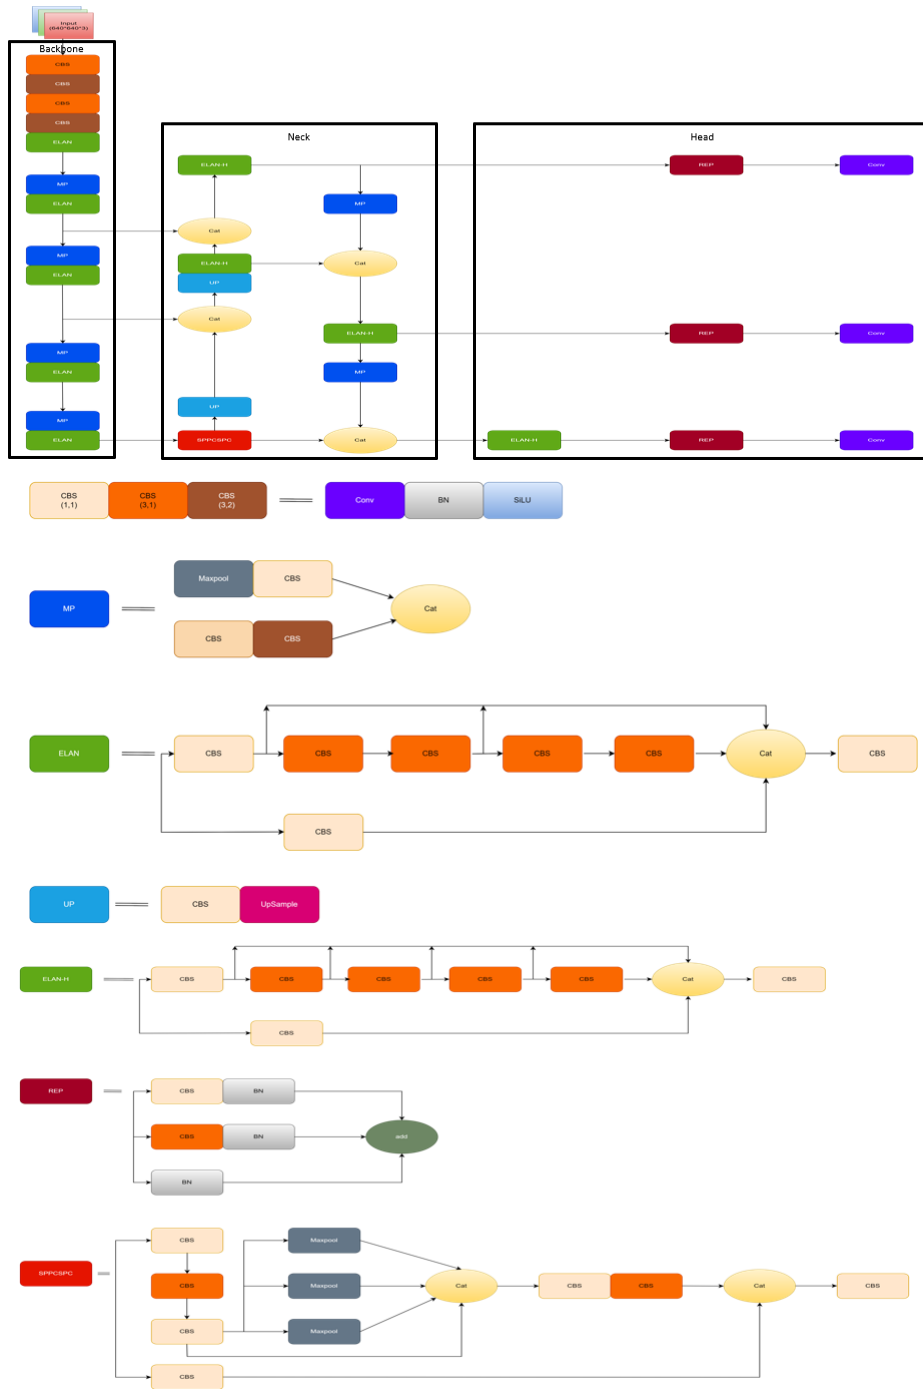 Input
(640*640*3)
Backbone
CBS
CBS
CBS
CBS
ELAN
MP
ELAN
MP
ELAN
MP
ELAN
MP
ELAN
Neck
ELAN-H
MP
Cat
ELAN-H
Cat
UP
Cat
ELAN-H
MP
UP
SPPCSPC
Cat
Head
REP
Conv
REP
Conv
ELAN-H
REP
Conv
CBS
(1,1)
CBS
(3,1)
CBS
(3,2)
Conv
BN
SiLU
MP
Maxpool
CBS
Cat
CBS
CBS
ELAN
CBS
CBS
CBS
CBS
CBS
Cat
CBS
CBS
UP
CBS
UpSample
ELAN-H
CBS
CBS
CBS
CBS
CBS
Cat
CBS
CBS
REP
CBS
BN
CBS
BN
add
BN
SPPCSPC
CBS
Maxpool
CBS
Maxpool
Cat
CBS
CBS
Cat
CBS
CBS
Maxpool
CBS